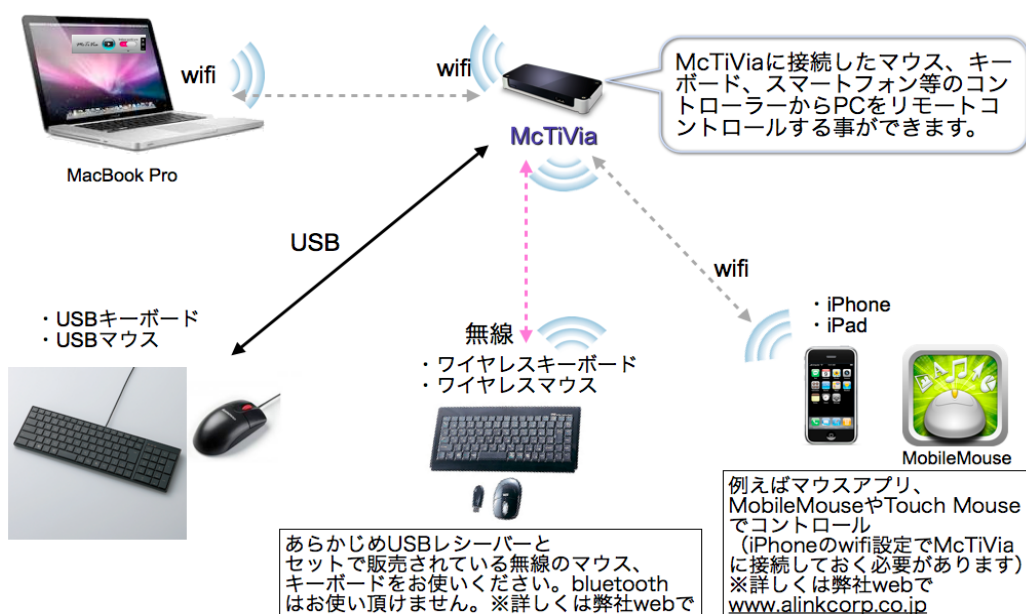 wifi
wifi
McTiViaに接続したマウス、キー
ボード、スマートフォン等のコント
ローラーからPCをリモートコ
ントロールする事ができます。
McTiVia
MacBook Pro
USB
wifi
・USBキーボード
・USBマウス
無線
・ワイヤレスキーボード
・ワイヤレスマウス
・iPhone
・iPad
MobileMouse
あらかじめUSBレシーバーと
セットで販売されている無線のマウス、
キーボードをお使いください。bluetooth
はお使い頂けません。※詳しくは弊社webで
例えばマウスアプリ、
MobileMouseやTouch Mouse
でコントロール
（iPhoneのwifi設定でMcTiVia
に接続しておく必要があります）
※詳しくは弊社webで
www.alinkcorp.co.jp